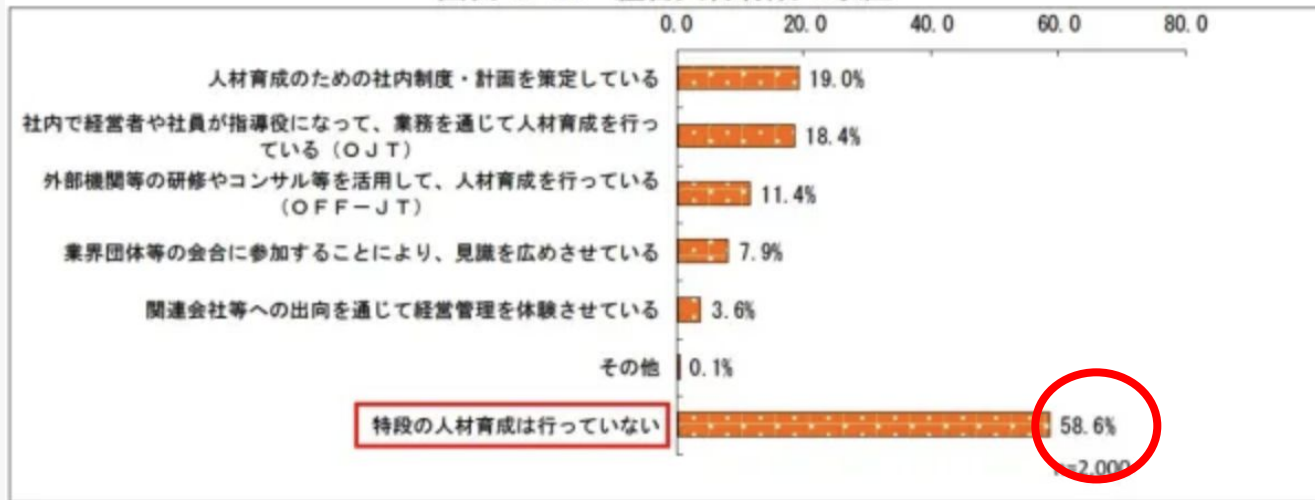 0.0 20.0 40.0 60.0 80.0
人材育成のための社内制度・計画を策定している 19.0%
社内で経営者や社員が指導役になって、業務を通じて人材育成を行っ
ている(OJT) 18.4%
外部機関等の研修やコンサル等を活用して、人材育成を行っている
(OFF-JT) 11.4%
業界団体等の会合に参加することにより、見識を広めさせている 7.9%
関連会社等への出向を通じて経営管理を体験させている 3.6%
その他 0.1%
特段の人材育成は行っていない 58.6%
n=2,000